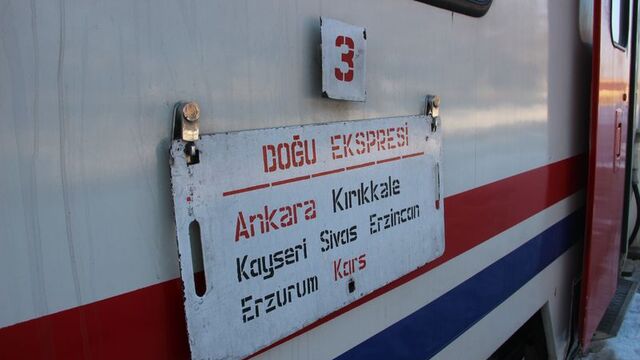 3
DOĞU EKSPRESİ
Ankara Kırıkkale
Kayseri Sivas Erzincan
Erzurum Kars